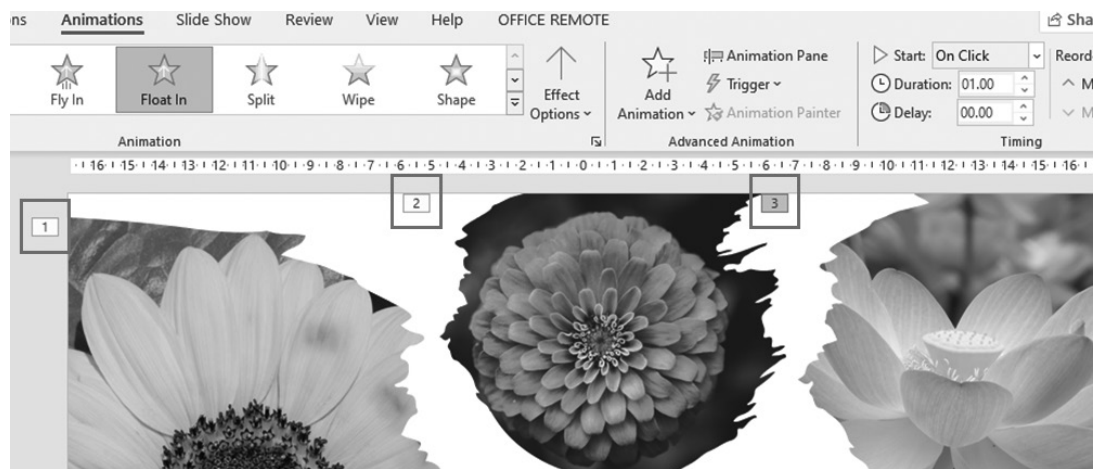 ns Animations Slide Show Review View Help OFFICE REMOTE Sha
Fly In Float In Split Wipe Shape
Effect
Options
Add
Animation
Animation Pane
Trigger
Animation Painter
Start: On Click
Duration: 01.00
Delay: 00.00
Reord
M
M
Animation Advanced Animation Timing
16 15 14 13 12 11 10 9 8 7 6 5 4 3 2 1 0 1 2 3 4 5 6 7 8 9 10 11 12 13 14 15 16
1
2
3